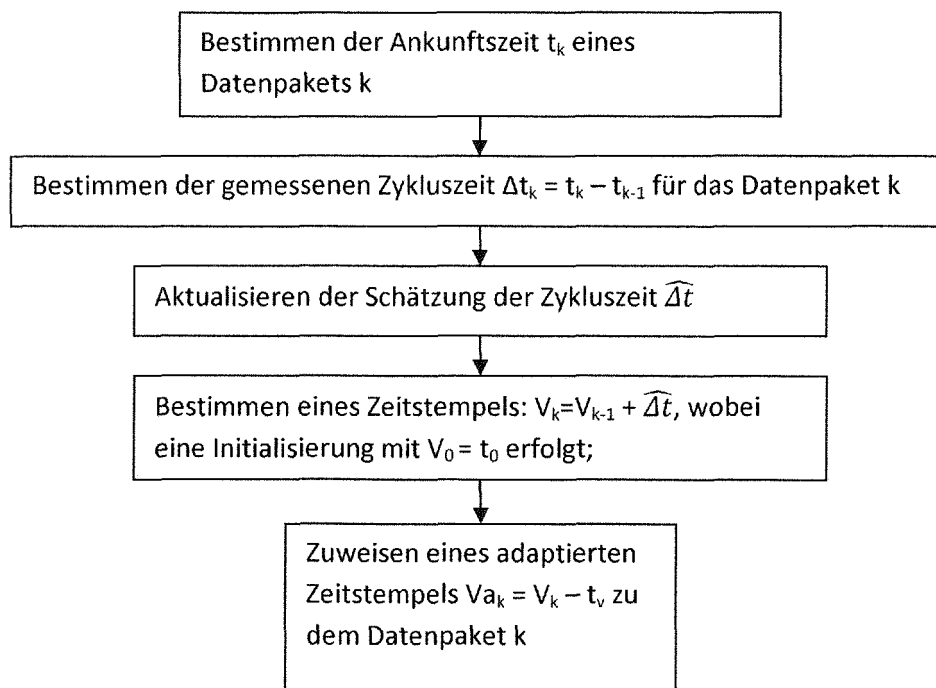 Bestimmen der Ankunftszeit tₖ eines
Datenpakets k
Bestimmen der gemessenen Zykluszeit Δtₖ = tₖ – tₖ₋₁ für das Datenpaket k
Aktualisieren der Schätzung der Zykluszeit \widehat{Δt}
Bestimmen eines Zeitstempels: Vₖ=Vₖ₋₁ + \widehat{Δt}, wobei
eine Initialisierung mit V₀ = t₀ erfolgt;
Zuweisen eines adaptierten
Zeitstempels Vaₖ = Vₖ – tᵥ zu
dem Datenpaket k